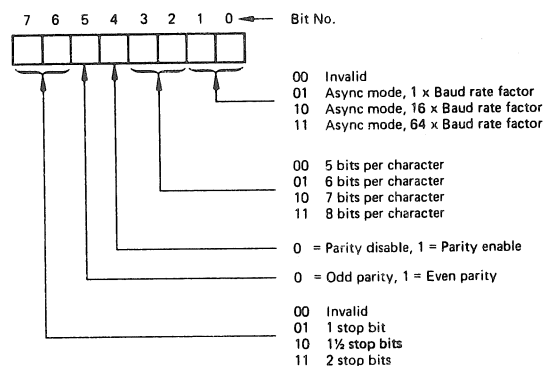 7 6 5 4 3 2 1 0 Bit No.
00 Invalid
01 Async mode, 1 x Baud rate factor
10 Async mode, 16 x Baud rate factor
11 Async mode, 64 x Baud rate factor
00 5 bits per character
01 6 bits per character
10 7 bits per character
11 8 bits per character
0 = Parity disable, 1 = Parity enable
0 = Odd parity, 1 = Even parity
00 Invalid
01 1 stop bit
10 1½ stop bits
11 2 stop bits